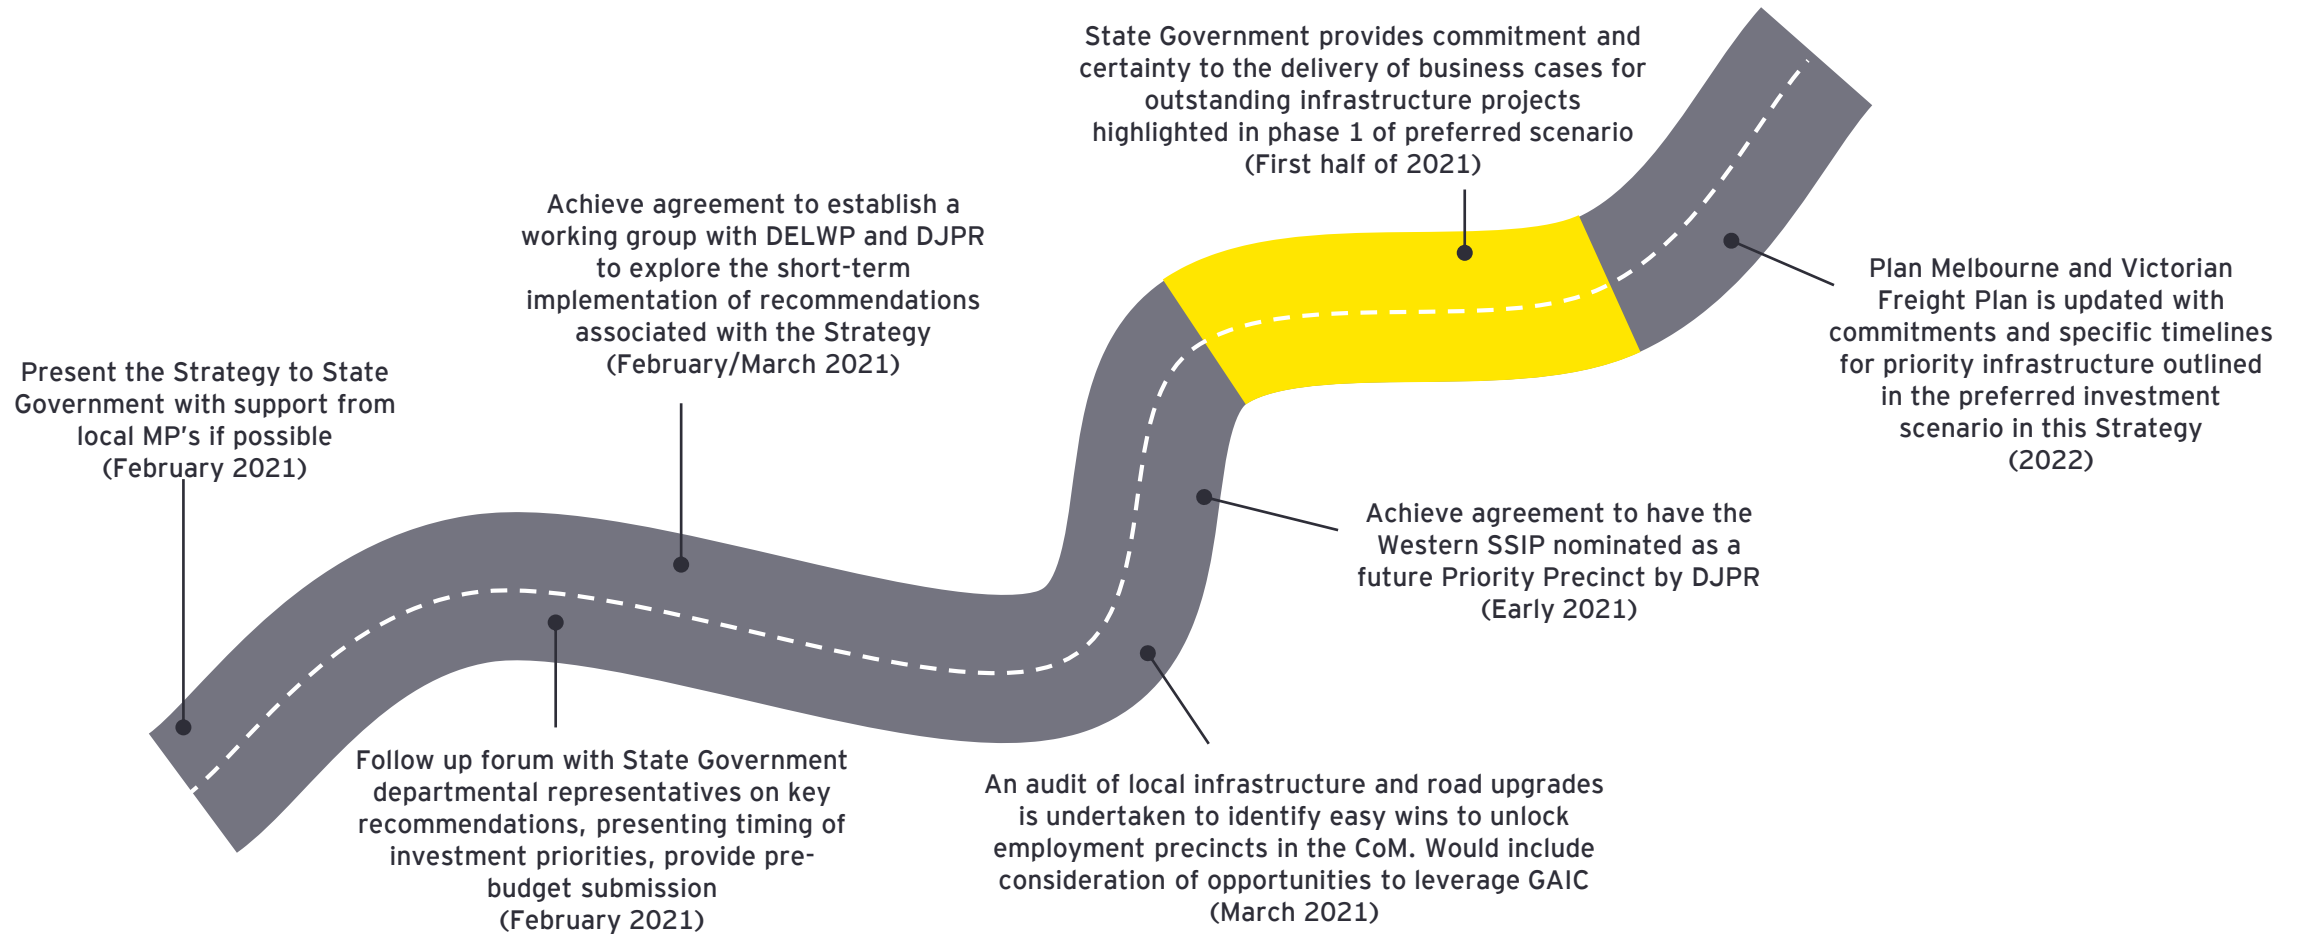 Present the Strategy to State
Government with support from
local MP's if possible
(February 2021)
Follow up forum with State Government
departmental representatives on key
recommendations, presenting timing of
investment priorities, provide pre-
budget submission
(February 2021)
Achieve agreement to establish a
working group with DELWP and DJPR
to explore the short-term
implementation of recommendations
associated with the Strategy
(February/March 2021)
An audit of local infrastructure and road upgrades
is undertaken to identify easy wins to unlock
employment precincts in the CoM. Would include
consideration of opportunities to leverage GAIC
(March 2021)
Achieve agreement to have the
Western SSIP nominated as a
future Priority Precinct by DJPR
(Early 2021)
State Government provides commitment and
certainty to the delivery of business cases for
outstanding infrastructure projects
highlighted in phase 1 of preferred scenario
(First half of 2021)
Plan Melbourne and Victorian
Freight Plan is updated with
commitments and specific timelines
for priority infrastructure outlined
in the preferred investment
scenario in this Strategy
(2022)